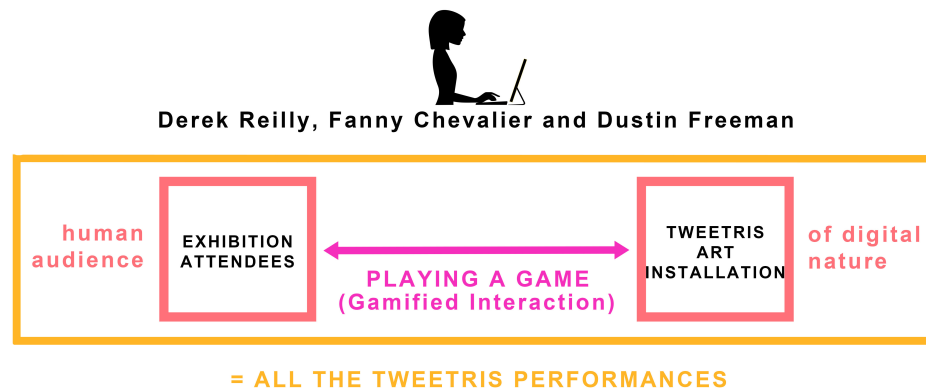 Derek Reilly, Fanny Chevalier and Dustin Freeman
human
audience
EXHIBITION
ATTENDEES
PLAYING A GAME
(Gamified Interaction)
TWEETRIS
ART
INSTALLATION
of digital
nature
= ALL THE TWEETRIS PERFORMANCES